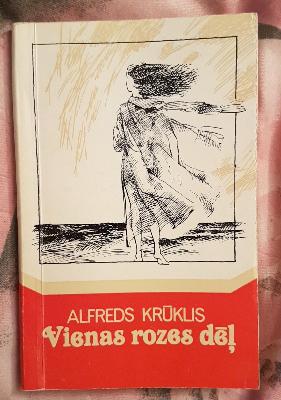 ALFREDS KRŪKLIS
Vienas rozes dēļ